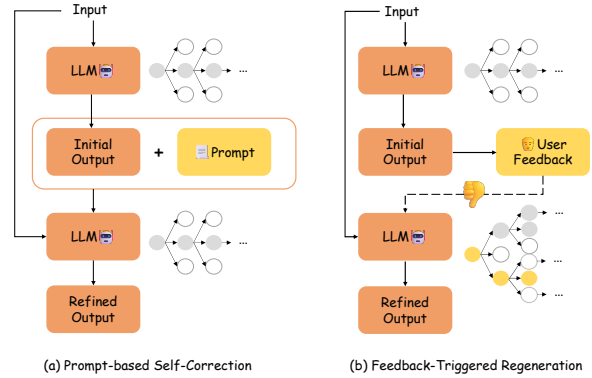 Input
LLM
...
Initial
Output
+
Prompt
LLM
...
Refined
Output
(a) Prompt-based Self-Correction
Input
LLM
...
Initial
Output
User
Feedback
LLM
...
...
...
...
Refined
Output
(b) Feedback-Triggered Regeneration